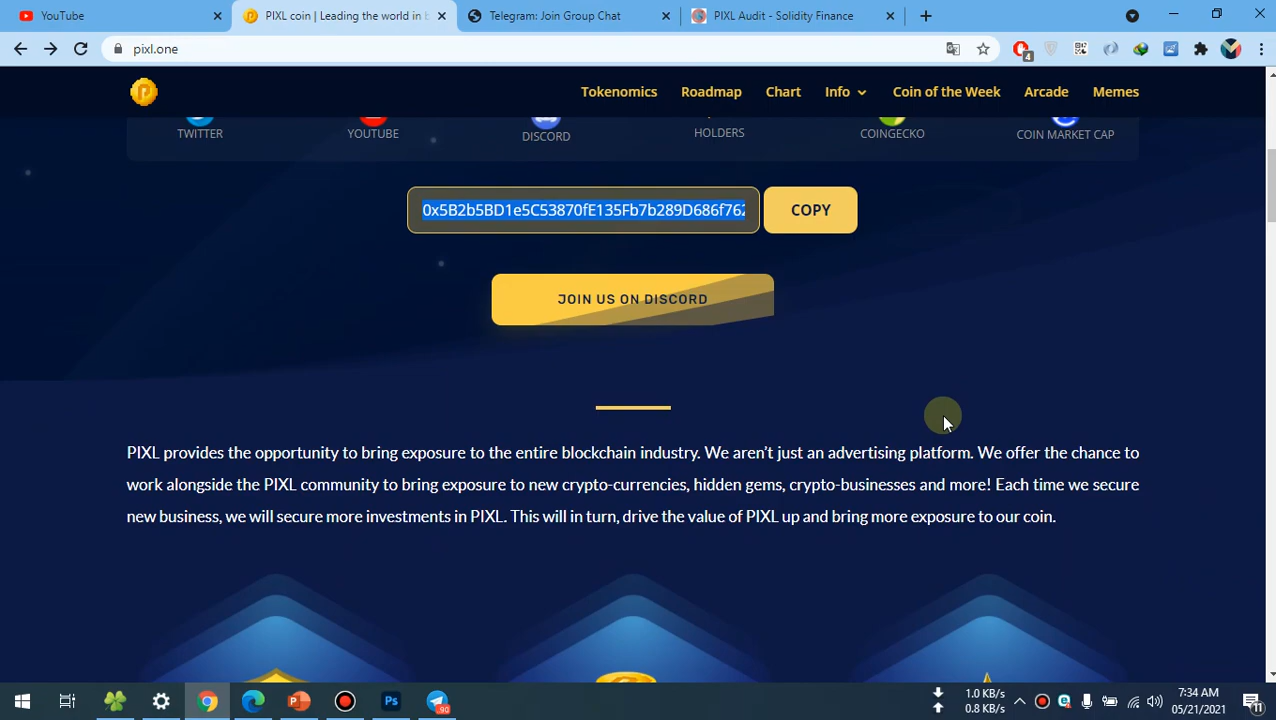 YouTube
PIXL coin | Leading the world in b
Telegram: Join Group Chat
PIXL Audit - Solidity Finance
pixl.one
4
Tokenomics
Roadmap
Chart
Info
Coin of the Week
Arcade
Memes
TWITTER
YOUTUBE
DISCORD
HOLDERS
COINGECKO
COIN MARKET CAP
0x5B2b5BD1e5C53870fE135Fb7b289D686f762
COPY
JOIN US ON DISCORD
PIXL provides the opportunity to bring exposure to the entire blockchain industry. We aren't just an advertising platform. We offer the chance to
work alongside the PIXL community to bring exposure to new crypto-currencies, hidden gems, crypto-businesses and more! Each time we secure
new business, we will secure more investments in PIXL. This will in turn, drive the value of PIXL up and bring more exposure to our coin.
Ps
90
1.0 KB/s
0.8 KB/s
7:34 AM
05/21/2021
11